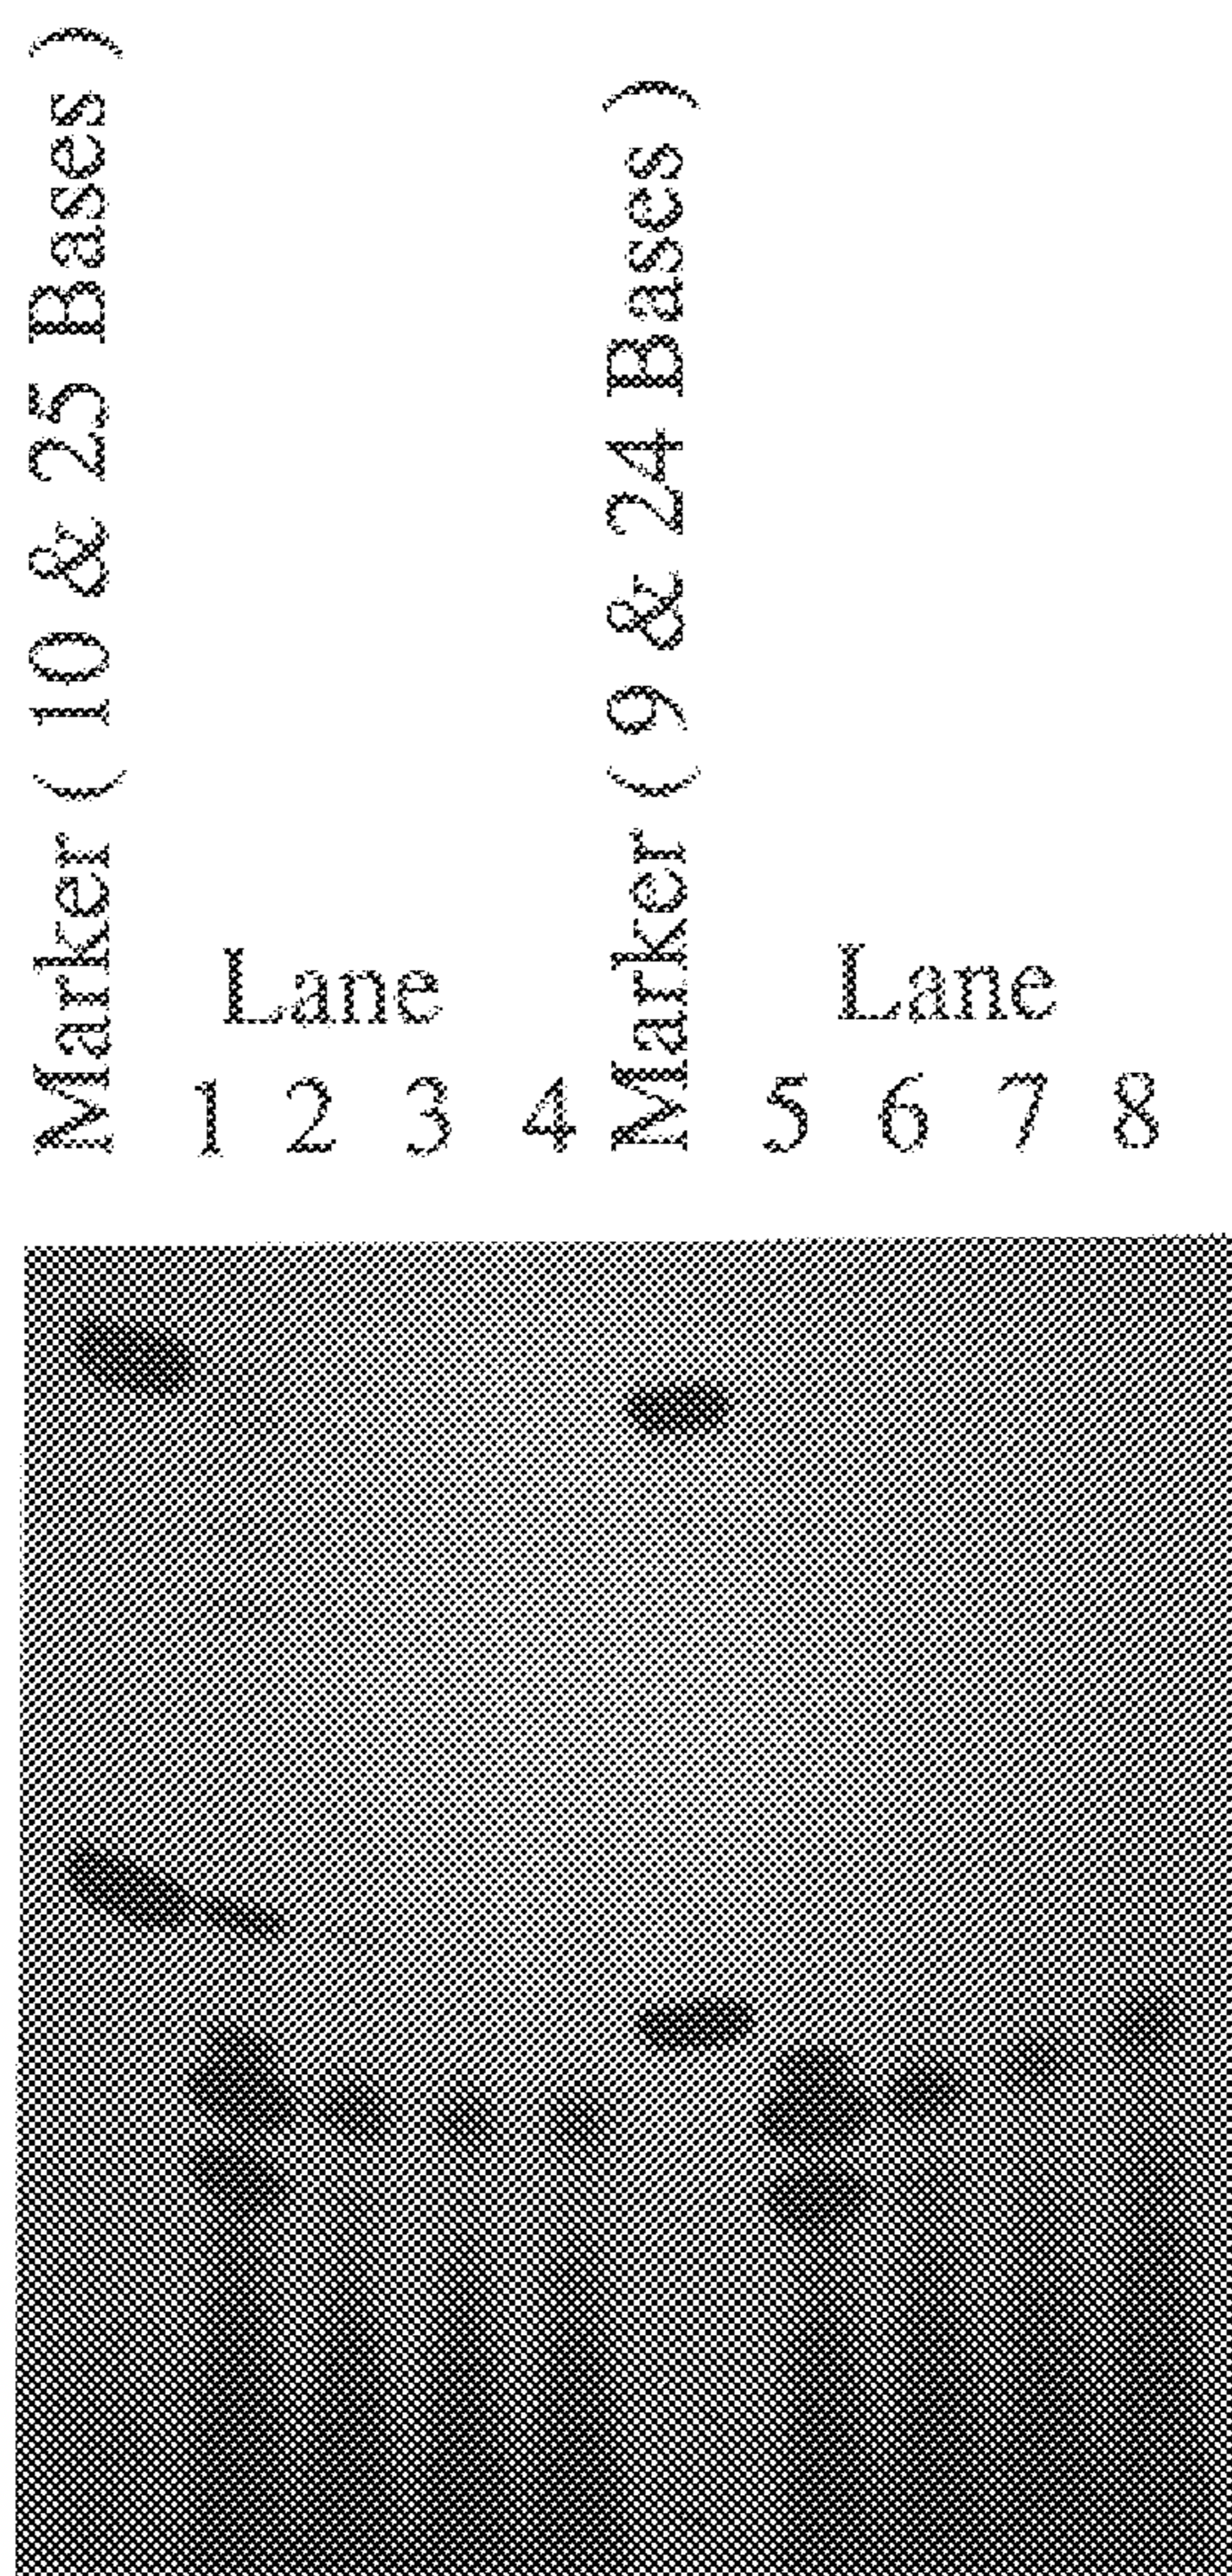 Marker ( 10 & 25 Bases )
Lane
1 2 3 4
Marker ( 9 & 24 Bases )
Lane
5 6 7 8